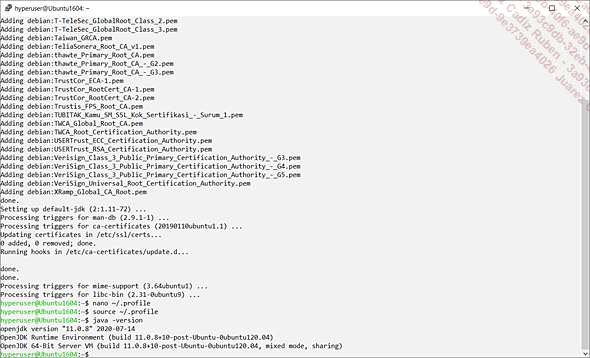 hyperuser@Ubuntu1604: ~
Adding debian:T-TeleSec_GlobalRoot_Class_2.pem
Adding debian:T-TeleSec_GlobalRoot_Class_3.pem
Adding debian:Taiwan_GRCA.pem
Adding debian:TeliaSonera_Root_CA_v1.pem
Adding debian:thawte_Primary_Root_CA.pem
Adding debian:thawte_Primary_Root_CA_-_G2.pem
Adding debian:thawte_Primary_Root_CA_-_G3.pem
Adding debian:TrustCor_ECA-1.pem
Adding debian:TrustCor_RootCert_CA-1.pem
Adding debian:TrustCor_RootCert_CA-2.pem
Adding debian:Trustis_FPS_Root_CA.pem
Adding debian:TUBITAK_Kamu_SM_SSL_Kok_Sertifikasi_-_Surum_1.pem
Adding debian:TWCA_Global_Root_CA.pem
Adding debian:TWCA_Root_Certification_Authority.pem
Adding debian:USERTrust_ECC_Certification_Authority.pem
Adding debian:USERTrust_RSA_Certification_Authority.pem
Adding debian:Verisign_Class_3_Public_Primary_Certification_Authority_-_G3.pem
Adding debian:VeriSign_Class_3_Public_Primary_Certification_Authority_-_G4.pem
Adding debian:VeriSign_Class_3_Public_Primary_Certification_Authority_-_G5.pem
Adding debian:VeriSign_Universal_Root_Certification_Authority.pem
Adding debian:XRamp_Global_CA_Root.pem
done.
Setting up default-jdk (2:1.11-72) ...
Processing triggers for man-db (2.9.1-1) ...
Processing triggers for ca-certificates (20190110ubuntu1.1) ...
Updating certificates in /etc/ssl/certs...
0 added, 0 removed; done.
Running hooks in /etc/ca-certificates/update.d...
done.
done.
Processing triggers for mime-support (3.64ubuntu1) ...
Processing triggers for libc-bin (2.31-0ubuntu9) ...
hyperuser@Ubuntu1604:~$ nano ~/.profile
hyperuser@Ubuntu1604:~$ source ~/.profile
hyperuser@Ubuntu1604:~$ java -version
openjdk version "11.0.8" 2020-07-14
OpenJDK Runtime Environment (build 11.0.8+10-post-Ubuntu-0ubuntu120.04)
OpenJDK 64-Bit Server VM (build 11.0.8+10-post-Ubuntu-0ubuntu120.04, mixed mode, sharing)
hyperuser@Ubuntu1604:~$